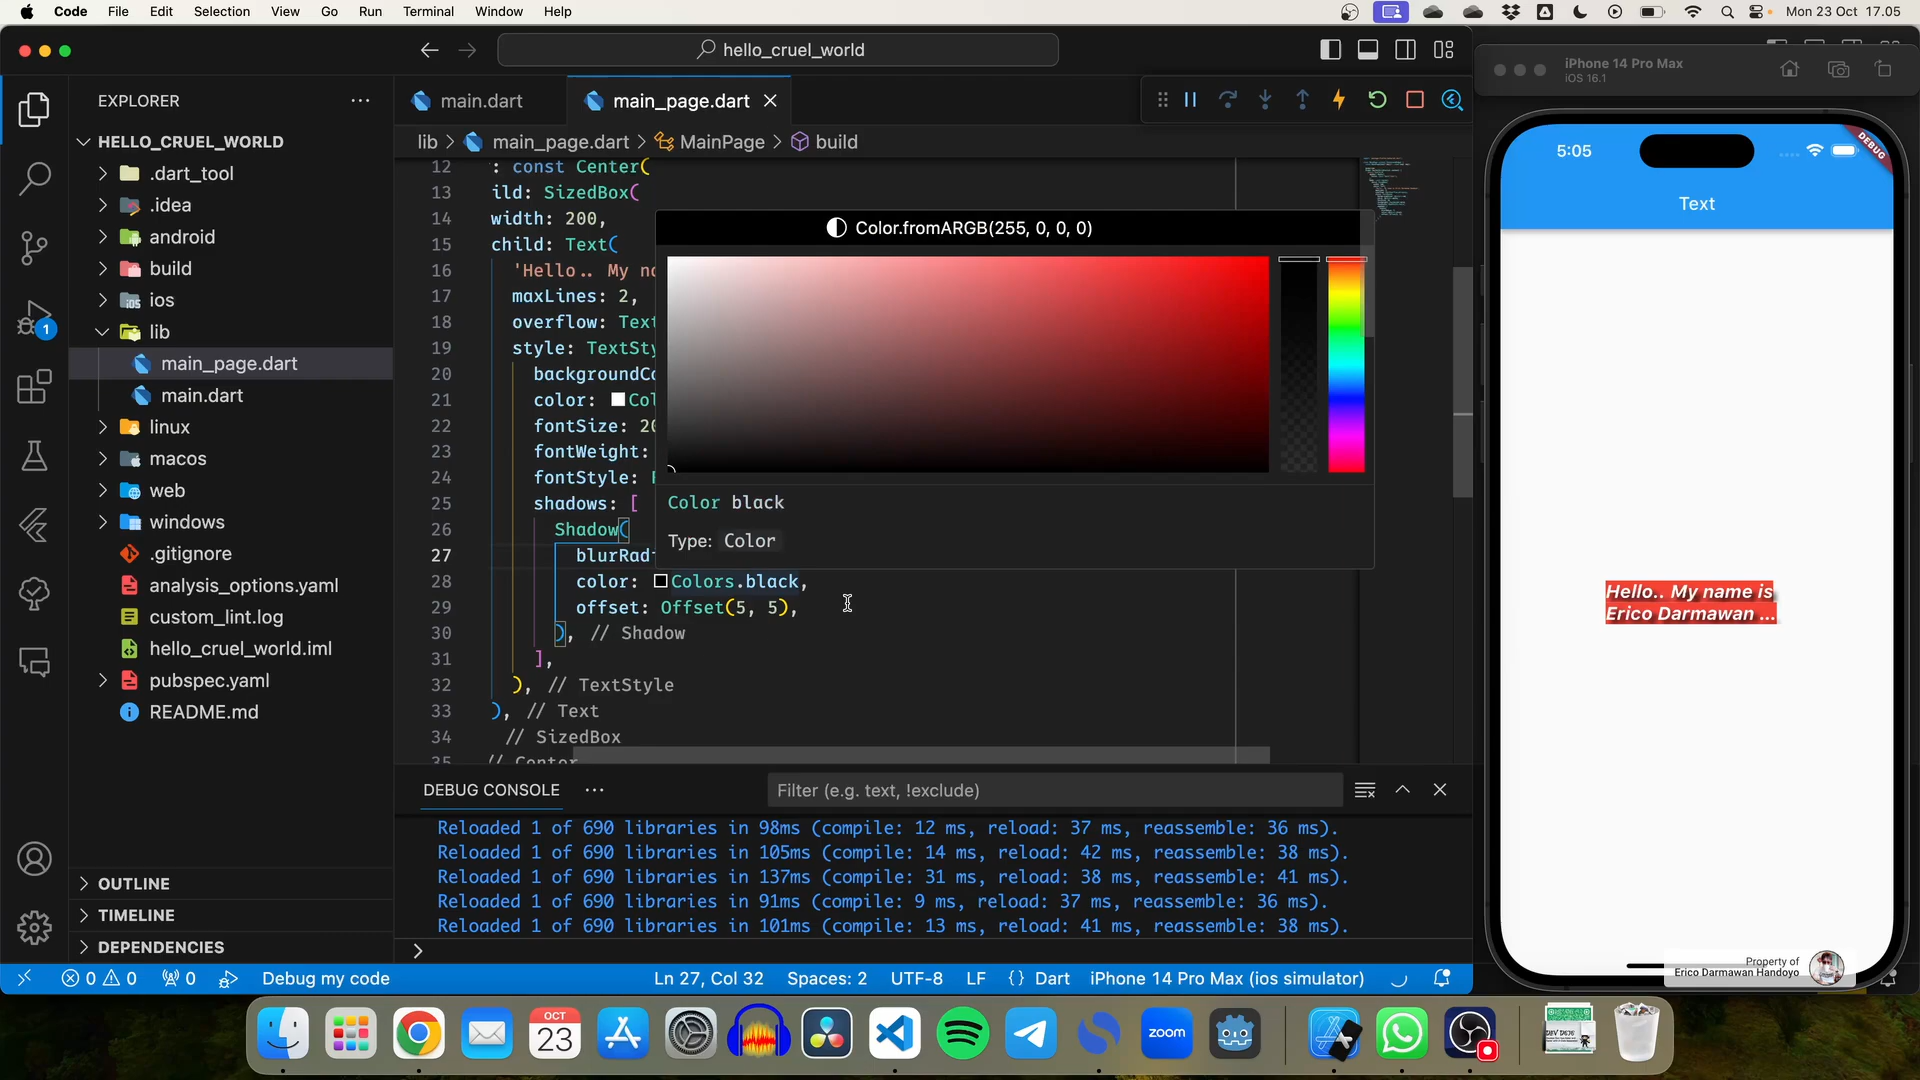 Code File Edit Selection View Go Run Terminal Window Help
Mon 23 Oct 17.05
hello_cruel_world
EXPLORER
HELLO_CRUEL_WORLD
.dart_tool
.idea
android
build
ios
lib
main_page.dart
main.dart
linux
macos
web
windows
.gitignore
analysis_options.yaml
custom_lint.log
hello_cruel_world.iml
pubspec.yaml
README.md
OUTLINE
TIMELINE
DEPENDENCIES
1
main.dart
main_page.dart
lib > main_page.dart > MainPage > build
12 : const Center(
13 ild: SizedBox(
14 width: 200,
15 child: Text(
16 'Hello.. My na
17 maxLines: 2,
18 overflow: Text
19 style: TextSty
20 backgroundCo
21 color: Col
22 fontSize: 20
23 fontWeight:
24 fontStyle: F
25 shadows: [
26 Shadow(
27 blurRadi
28 color: Colors.black,
29 offset: Offset(5, 5),
30 ), // Shadow
31 ],
32 ), // TextStyle
33 ), // Text
34 // SizedBox
35 // Center
Color.fromARGB(255, 0, 0, 0)
Color black
Type: Color
DEBUG CONSOLE
Filter (e.g. text, !exclude)
Reloaded 1 of 690 libraries in 98ms (compile: 12 ms, reload: 37 ms, reassemble: 36 ms).
Reloaded 1 of 690 libraries in 105ms (compile: 14 ms, reload: 42 ms, reassemble: 38 ms).
Reloaded 1 of 690 libraries in 137ms (compile: 31 ms, reload: 38 ms, reassemble: 41 ms).
Reloaded 1 of 690 libraries in 91ms (compile: 9 ms, reload: 37 ms, reassemble: 36 ms).
Reloaded 1 of 690 libraries in 101ms (compile: 13 ms, reload: 41 ms, reassemble: 38 ms).
>
0 0 0 Debug my code
Ln 27, Col 32 Spaces: 2 UTF-8 LF {} Dart iPhone 14 Pro Max (ios simulator)
iPhone 14 Pro Max
iOS 16.1
5:05
DEBUG
Text
Hello.. My name is
Erico Darmawan ...
Property of
Erico Darmawan Handoyo
OCT
23
zoom